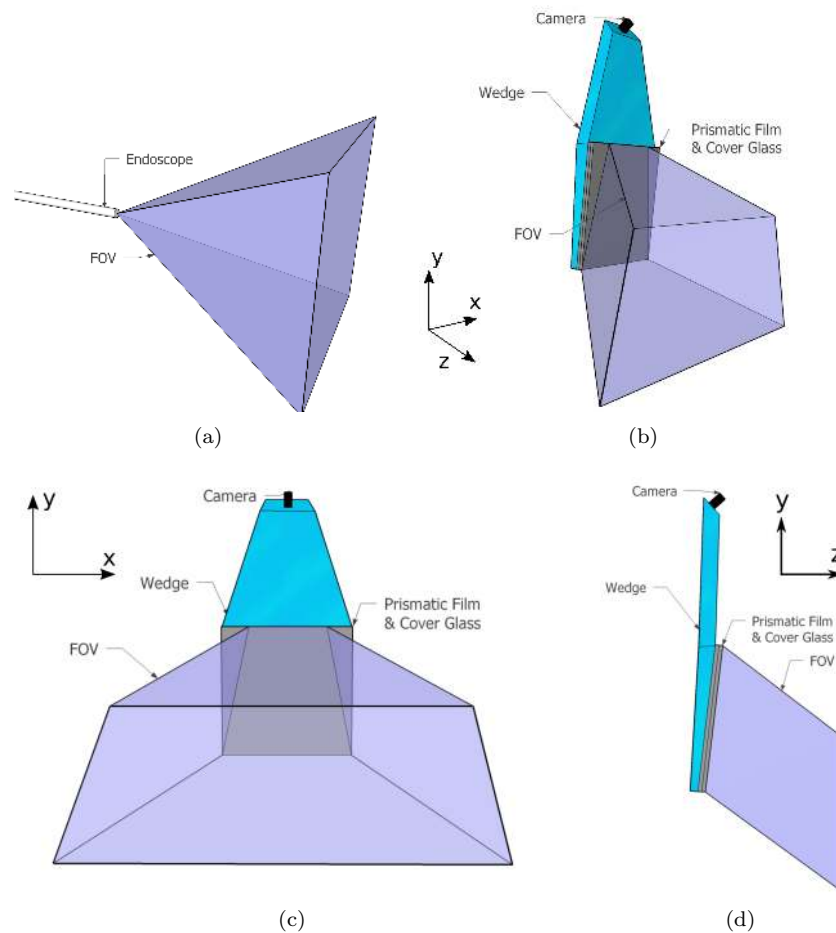 Camera
Wedge
Prismatic Film
& Cover Glass
Endoscope
FOV
FOV
y
x
z
(a)
(b)
y
x
Camera
Wedge
Prismatic Film
& Cover Glass
FOV
Camera
y
z
Wedge
Prismatic Film
& Cover Glass
FOV
(c)
(d)